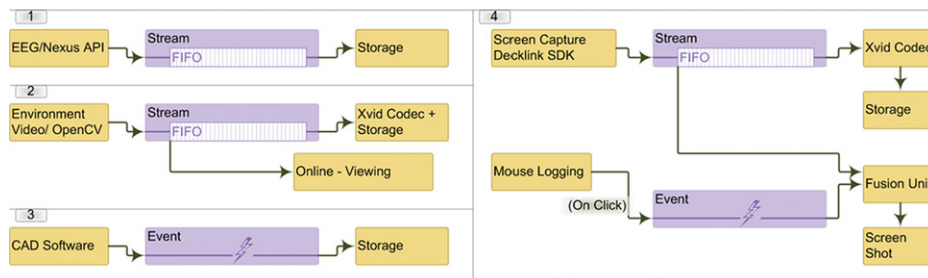 1
EEG/Nexus API
Stream
FIFO
Storage
2
Environment
Video/ OpenCV
Stream
FIFO
Xvid Codec +
Storage
Online - Viewing
3
CAD Software
Event
Storage
4
Screen Capture
Decklink SDK
Stream
FIFO
Xvid Codec
Storage
Mouse Logging
(On Click)
Event
Fusion Unit
Screen
Shot